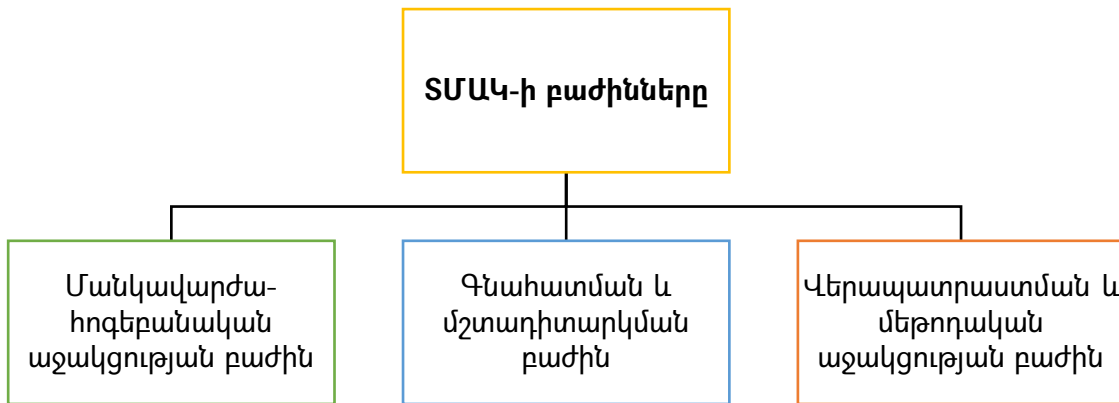 ՏՄԱԿ-ի բաժինները
Մանկավարժա-
հոգեբանական
աջակցության բաժին
Գնահատման և
մշտադիտարկման
բաժին
Վերապատրաստման և
մեթոդական
աջակցության բաժին